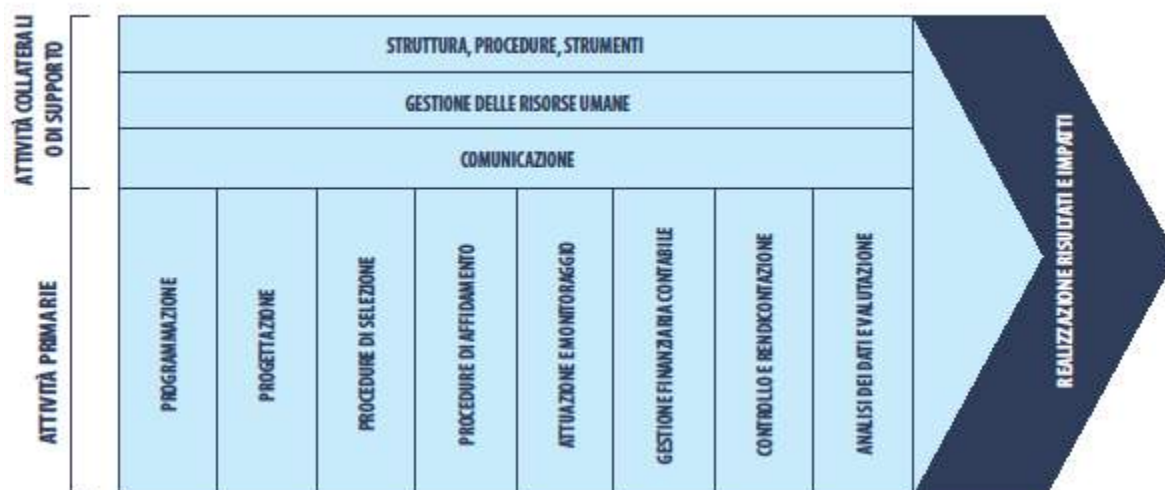 ATTIVITÀ COLLATERALI
O DI SUPPORTO
STRUTTURA, PROCEDURE, STRUMENTI
GESTIONE DELLE RISORSE UMANE
COMUNICAZIONE
ATTIVITÀ PRIMARIE
PROGRAMMAZIONE
PROGETTAZIONE
PROCEDURE DI SELEZIONE
PROCEDURE DI AFFIDAMENTO
ATTUAZIONE E MONITORAGGIO
GESTIONE FINANZIARIA CONTABILE
CONTROLLO E RENDICONTAZIONE
ANALISI DEI DATI E VALUTAZIONE
REALIZZAZIONE RISULTATI E IMPATTI